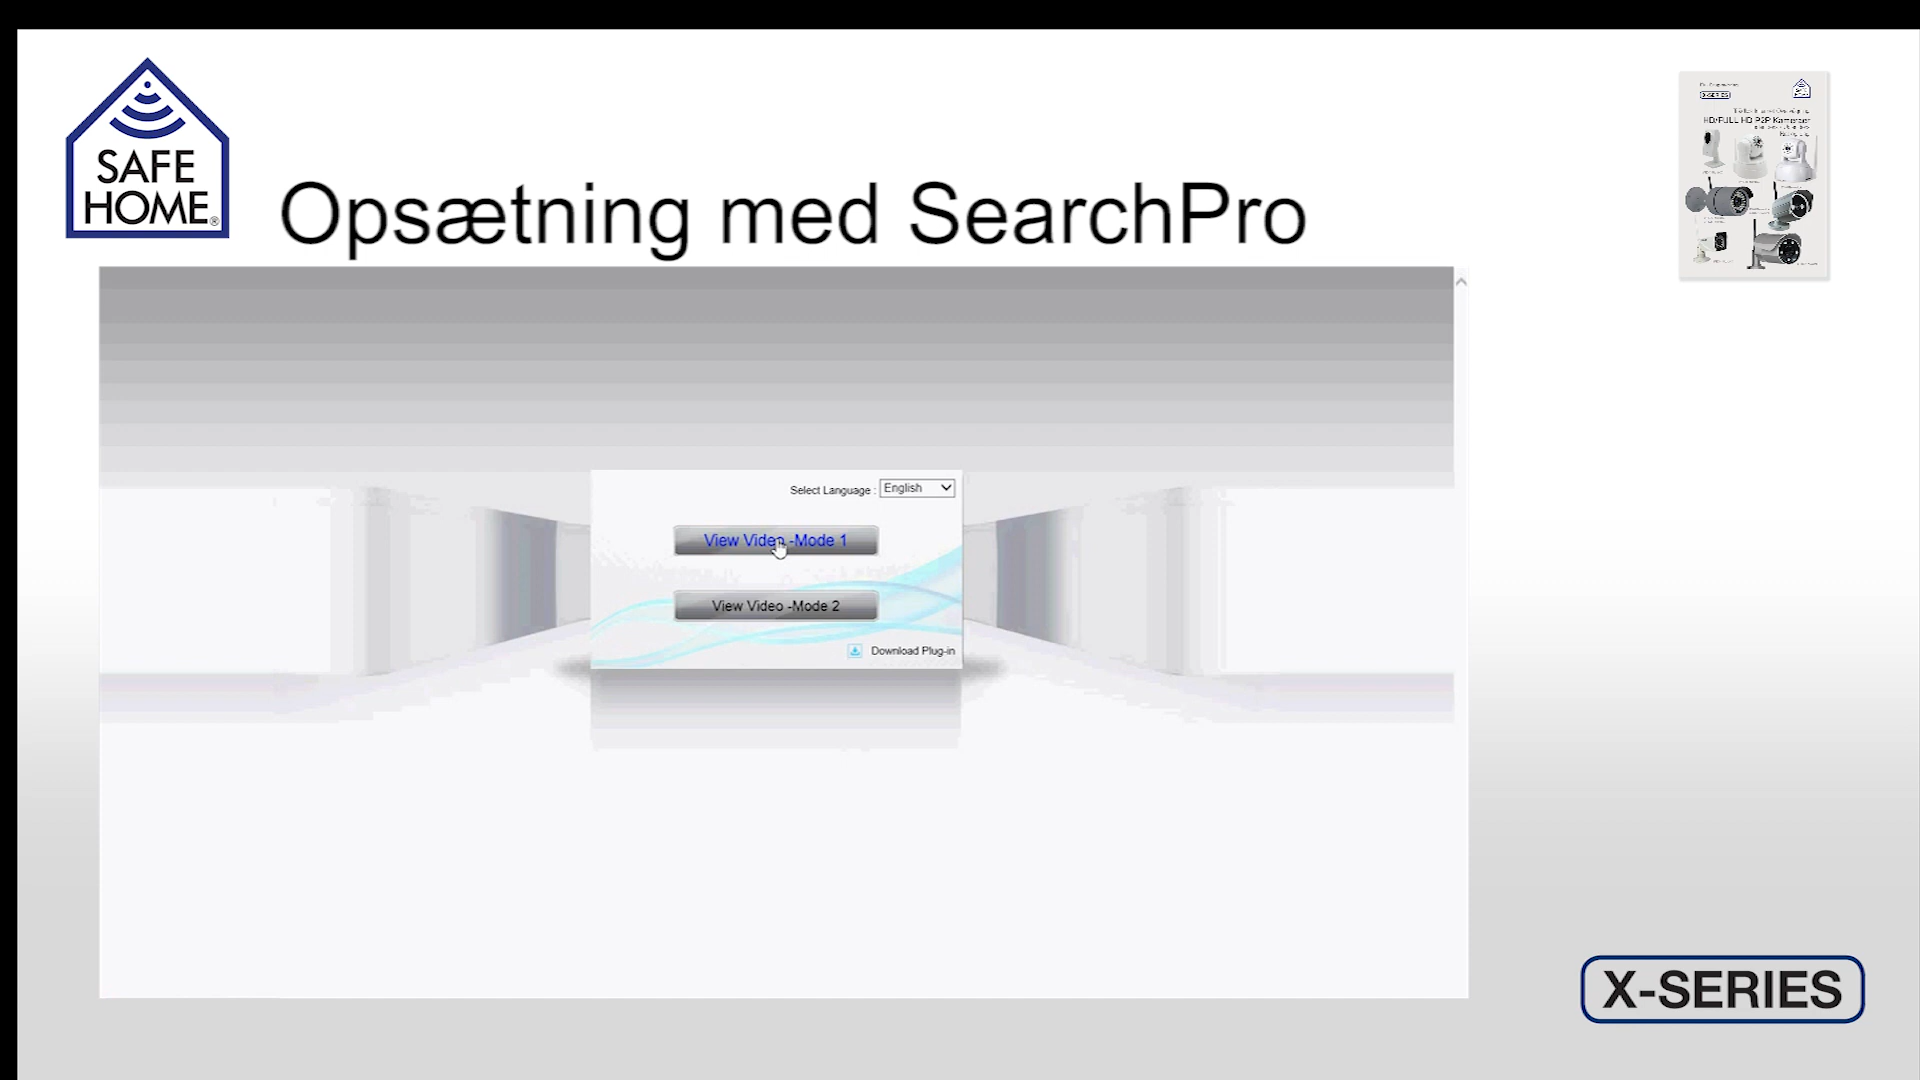 SAFE
HOME®
Opsætning med SearchPro
X-SERIES
HD/FULL HD P2P Kameraer
Select Language : English
View Video -Mode 1
View Video -Mode 2
Download Plug-in
X-SERIES